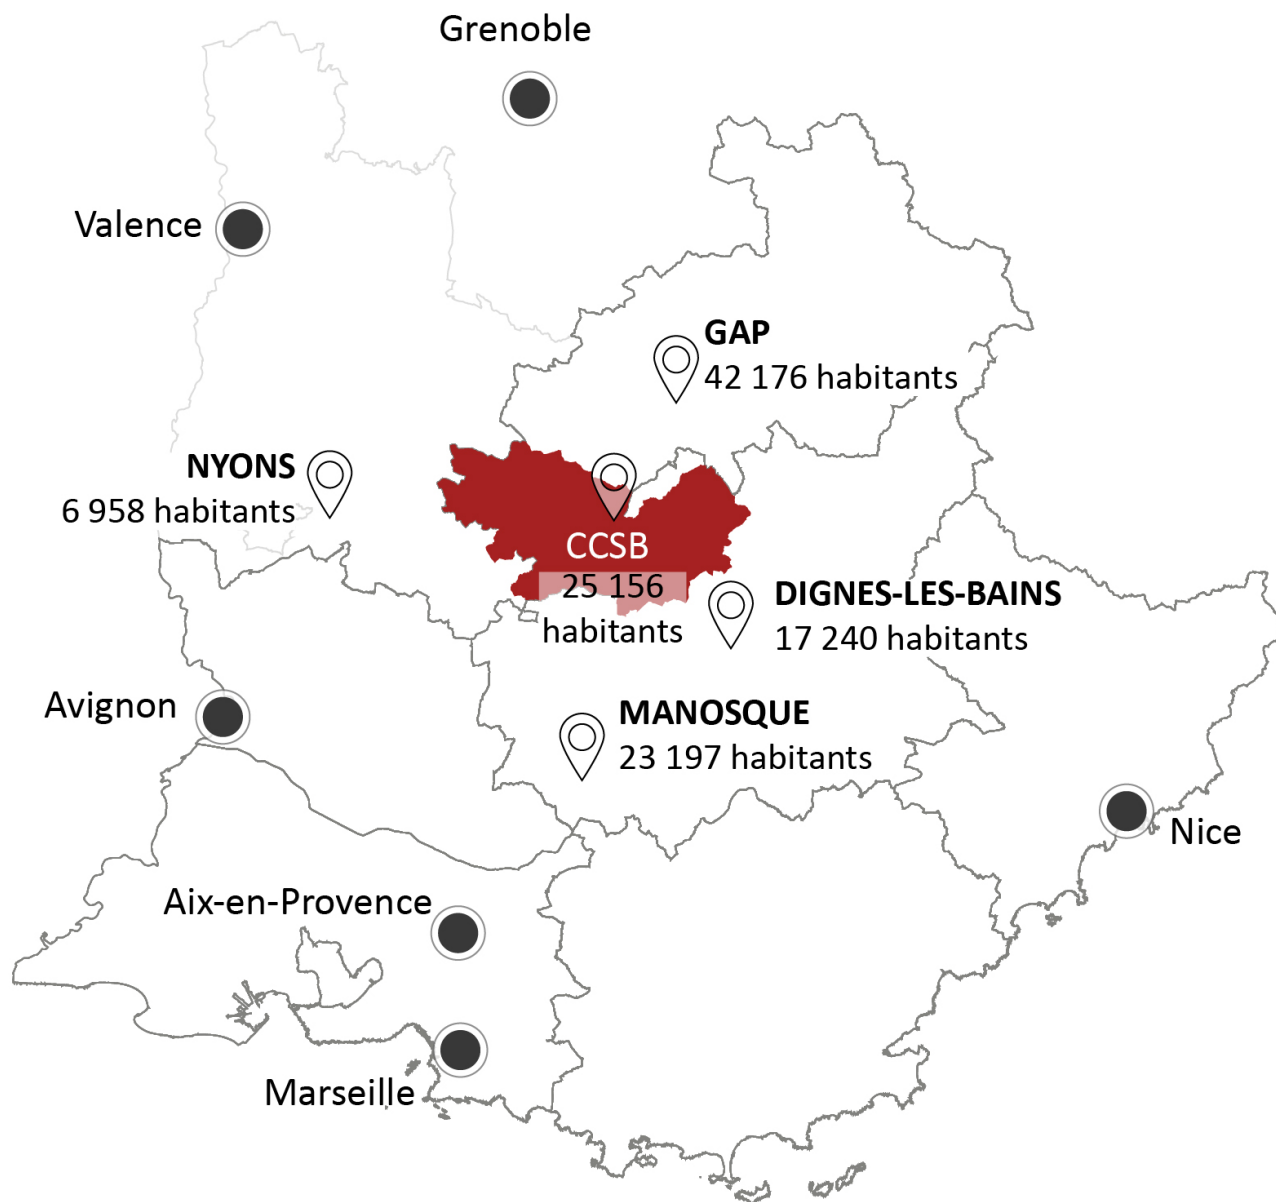 Grenoble
Valence
GAP
42 176 habitants
NYONS
6 958 habitants
CCSB
25 156
habitants
DIGNES-LES-BAINS
17 240 habitants
Avignon
MANOSQUE
23 197 habitants
Nice
Aix-en-Provence
Marseille